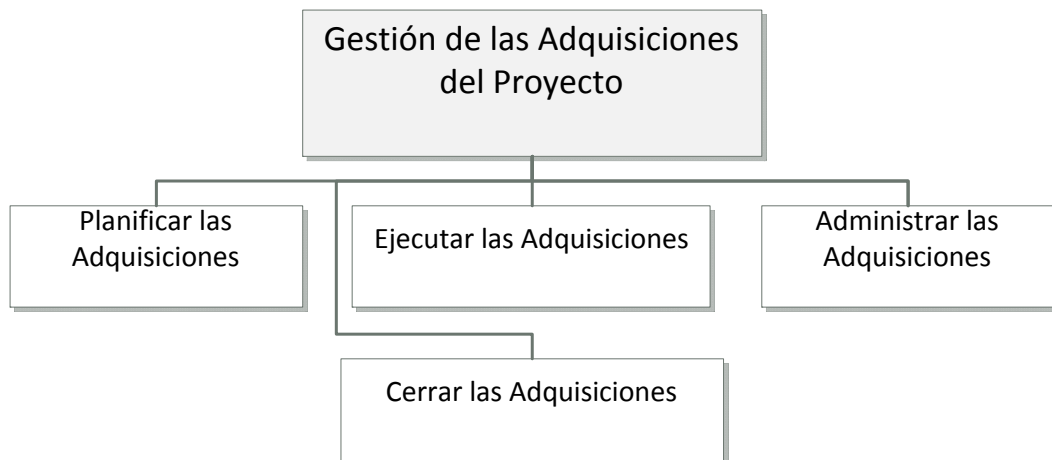 Gestión de las Adquisiciones
del Proyecto
Planificar las
Adquisiciones
Ejecutar las Adquisiciones
Administrar las
Adquisiciones
Cerrar las Adquisiciones